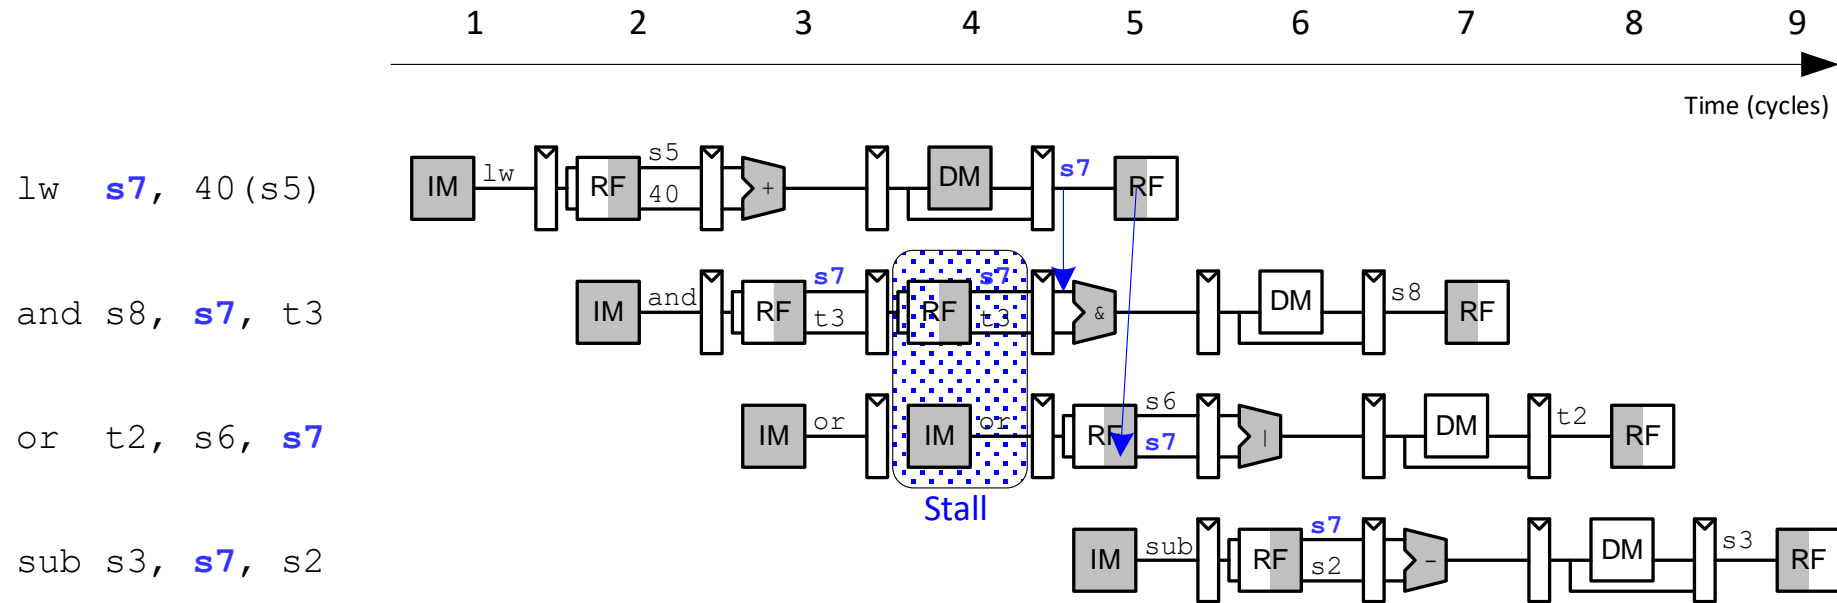 1 2 3 4 5 6 7 8 9
Time (cycles)
lw s7, 40(s5)
IM lw RF s5 40 + DM s7 RF
and s8, s7, t3
IM and RF s7 t3 RF s7 t3 & DM s8 RF
or t2, s6, s7
IM or IM or RF s6 s7 | DM t2 RF
Stall
sub s3, s7, s2
IM sub RF s7 s2 - DM s3 RF